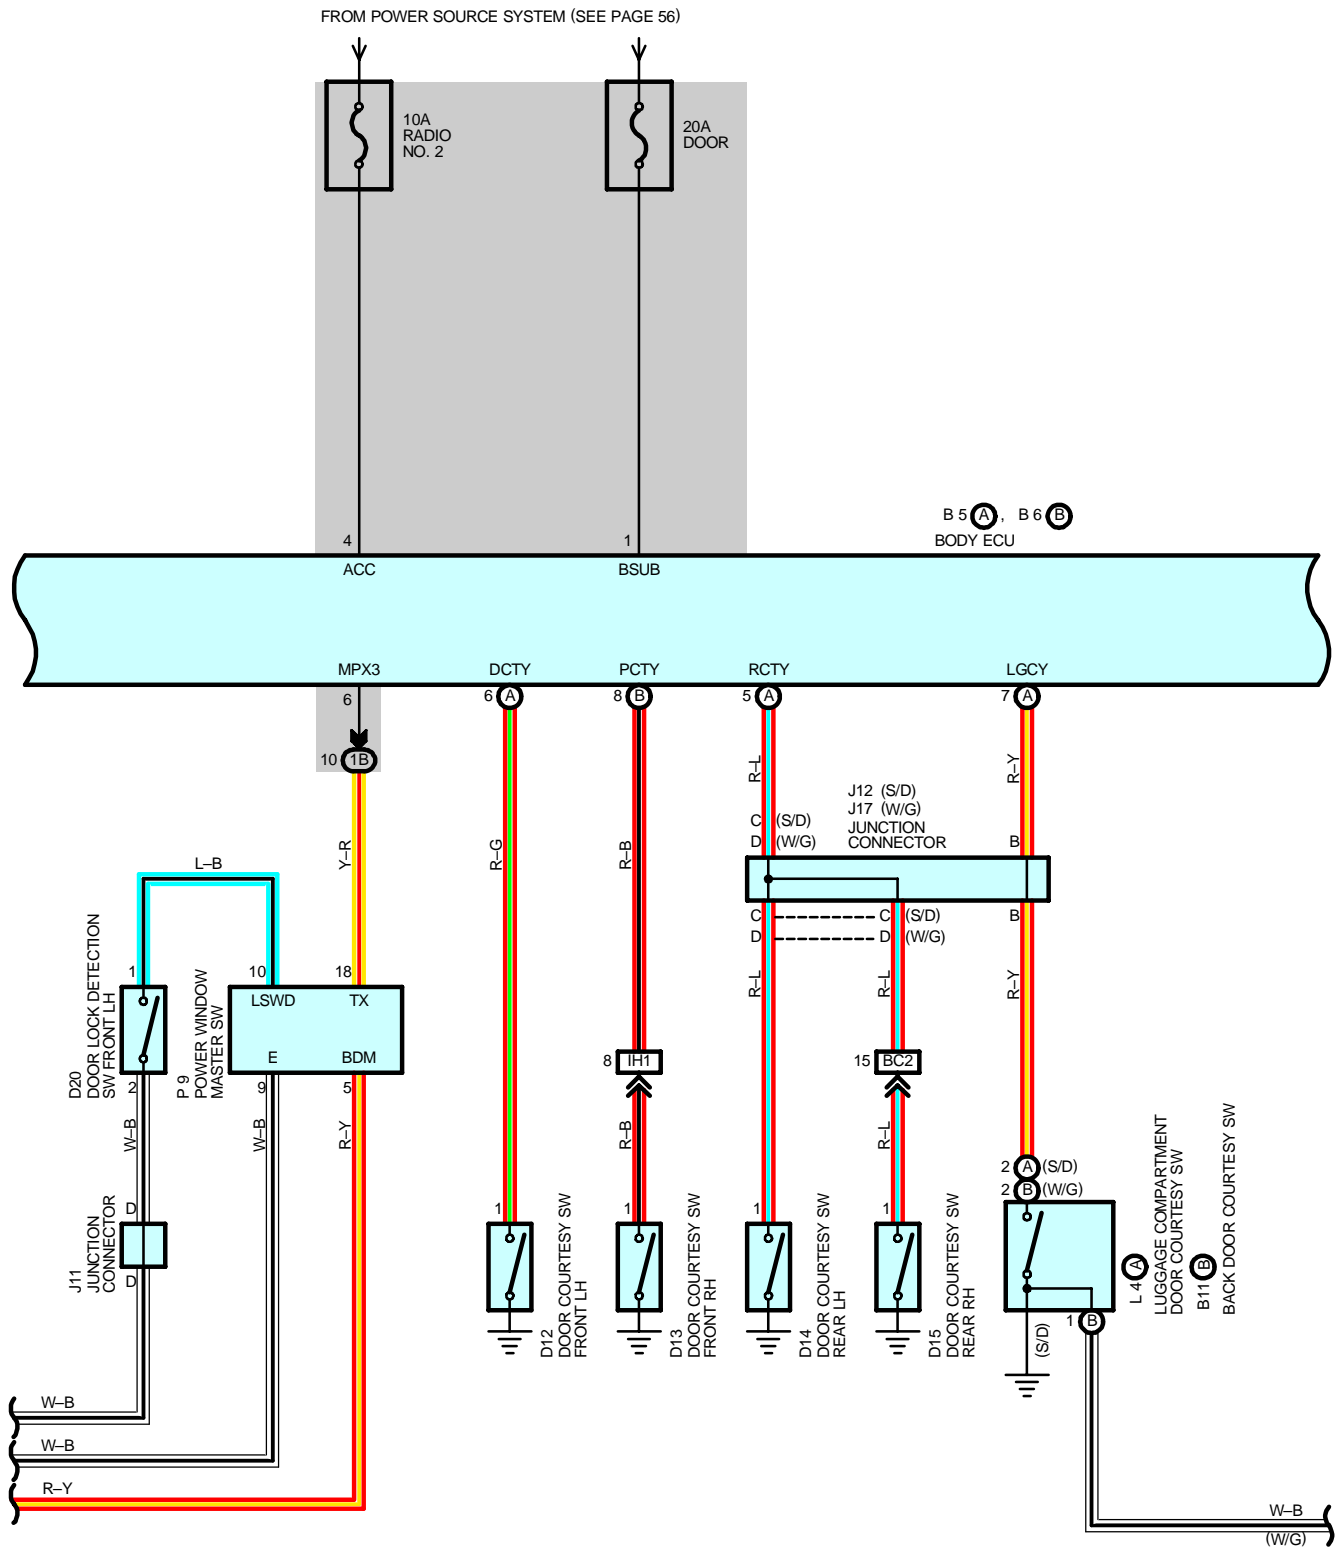 FROM POWER SOURCE SYSTEM (SEE PAGE 56)
10A
RADIO
NO. 2
20A
DOOR
B 5 A , B 6 B
BODY ECU
4
1
ACC
BSUB
MPX3
DCTY
PCTY
RCTY
LGCY
6
6 A
8 B
5 A
7 A
10 1B
Y–R
R–G
R–B
R–L
R–Y
J12 (S/D)
J17 (W/G)
JUNCTION
CONNECTOR
C (S/D)
D (W/G)
B
L–B
C
C (S/D)
B
D
D (W/G)
1
10
18
R–L
R–L
R–Y
D20
DOOR LOCK DETECTION
SW FRONT LH
P 9
POWER WINDOW
MASTER SW
LSWD
TX
E
BDM
2
9
5
8 IH1
15 BC2
W–B
W–B
R–Y
R–B
R–L
2 A (S/D)
2 B (W/G)
D
D
J11
JUNCTION
CONNECTOR
1
1
1
1
D12
DOOR COURTESY SW
FRONT LH
D13
DOOR COURTESY SW
FRONT RH
D14
DOOR COURTESY SW
REAR LH
D15
DOOR COURTESY SW
REAR RH
L 4 A
LUGGAGE COMPARTMENT
DOOR COURTESY SW
B11 B
BACK DOOR COURTESY SW
1 B
(S/D)
W–B
W–B
R–Y
W–B
(W/G)